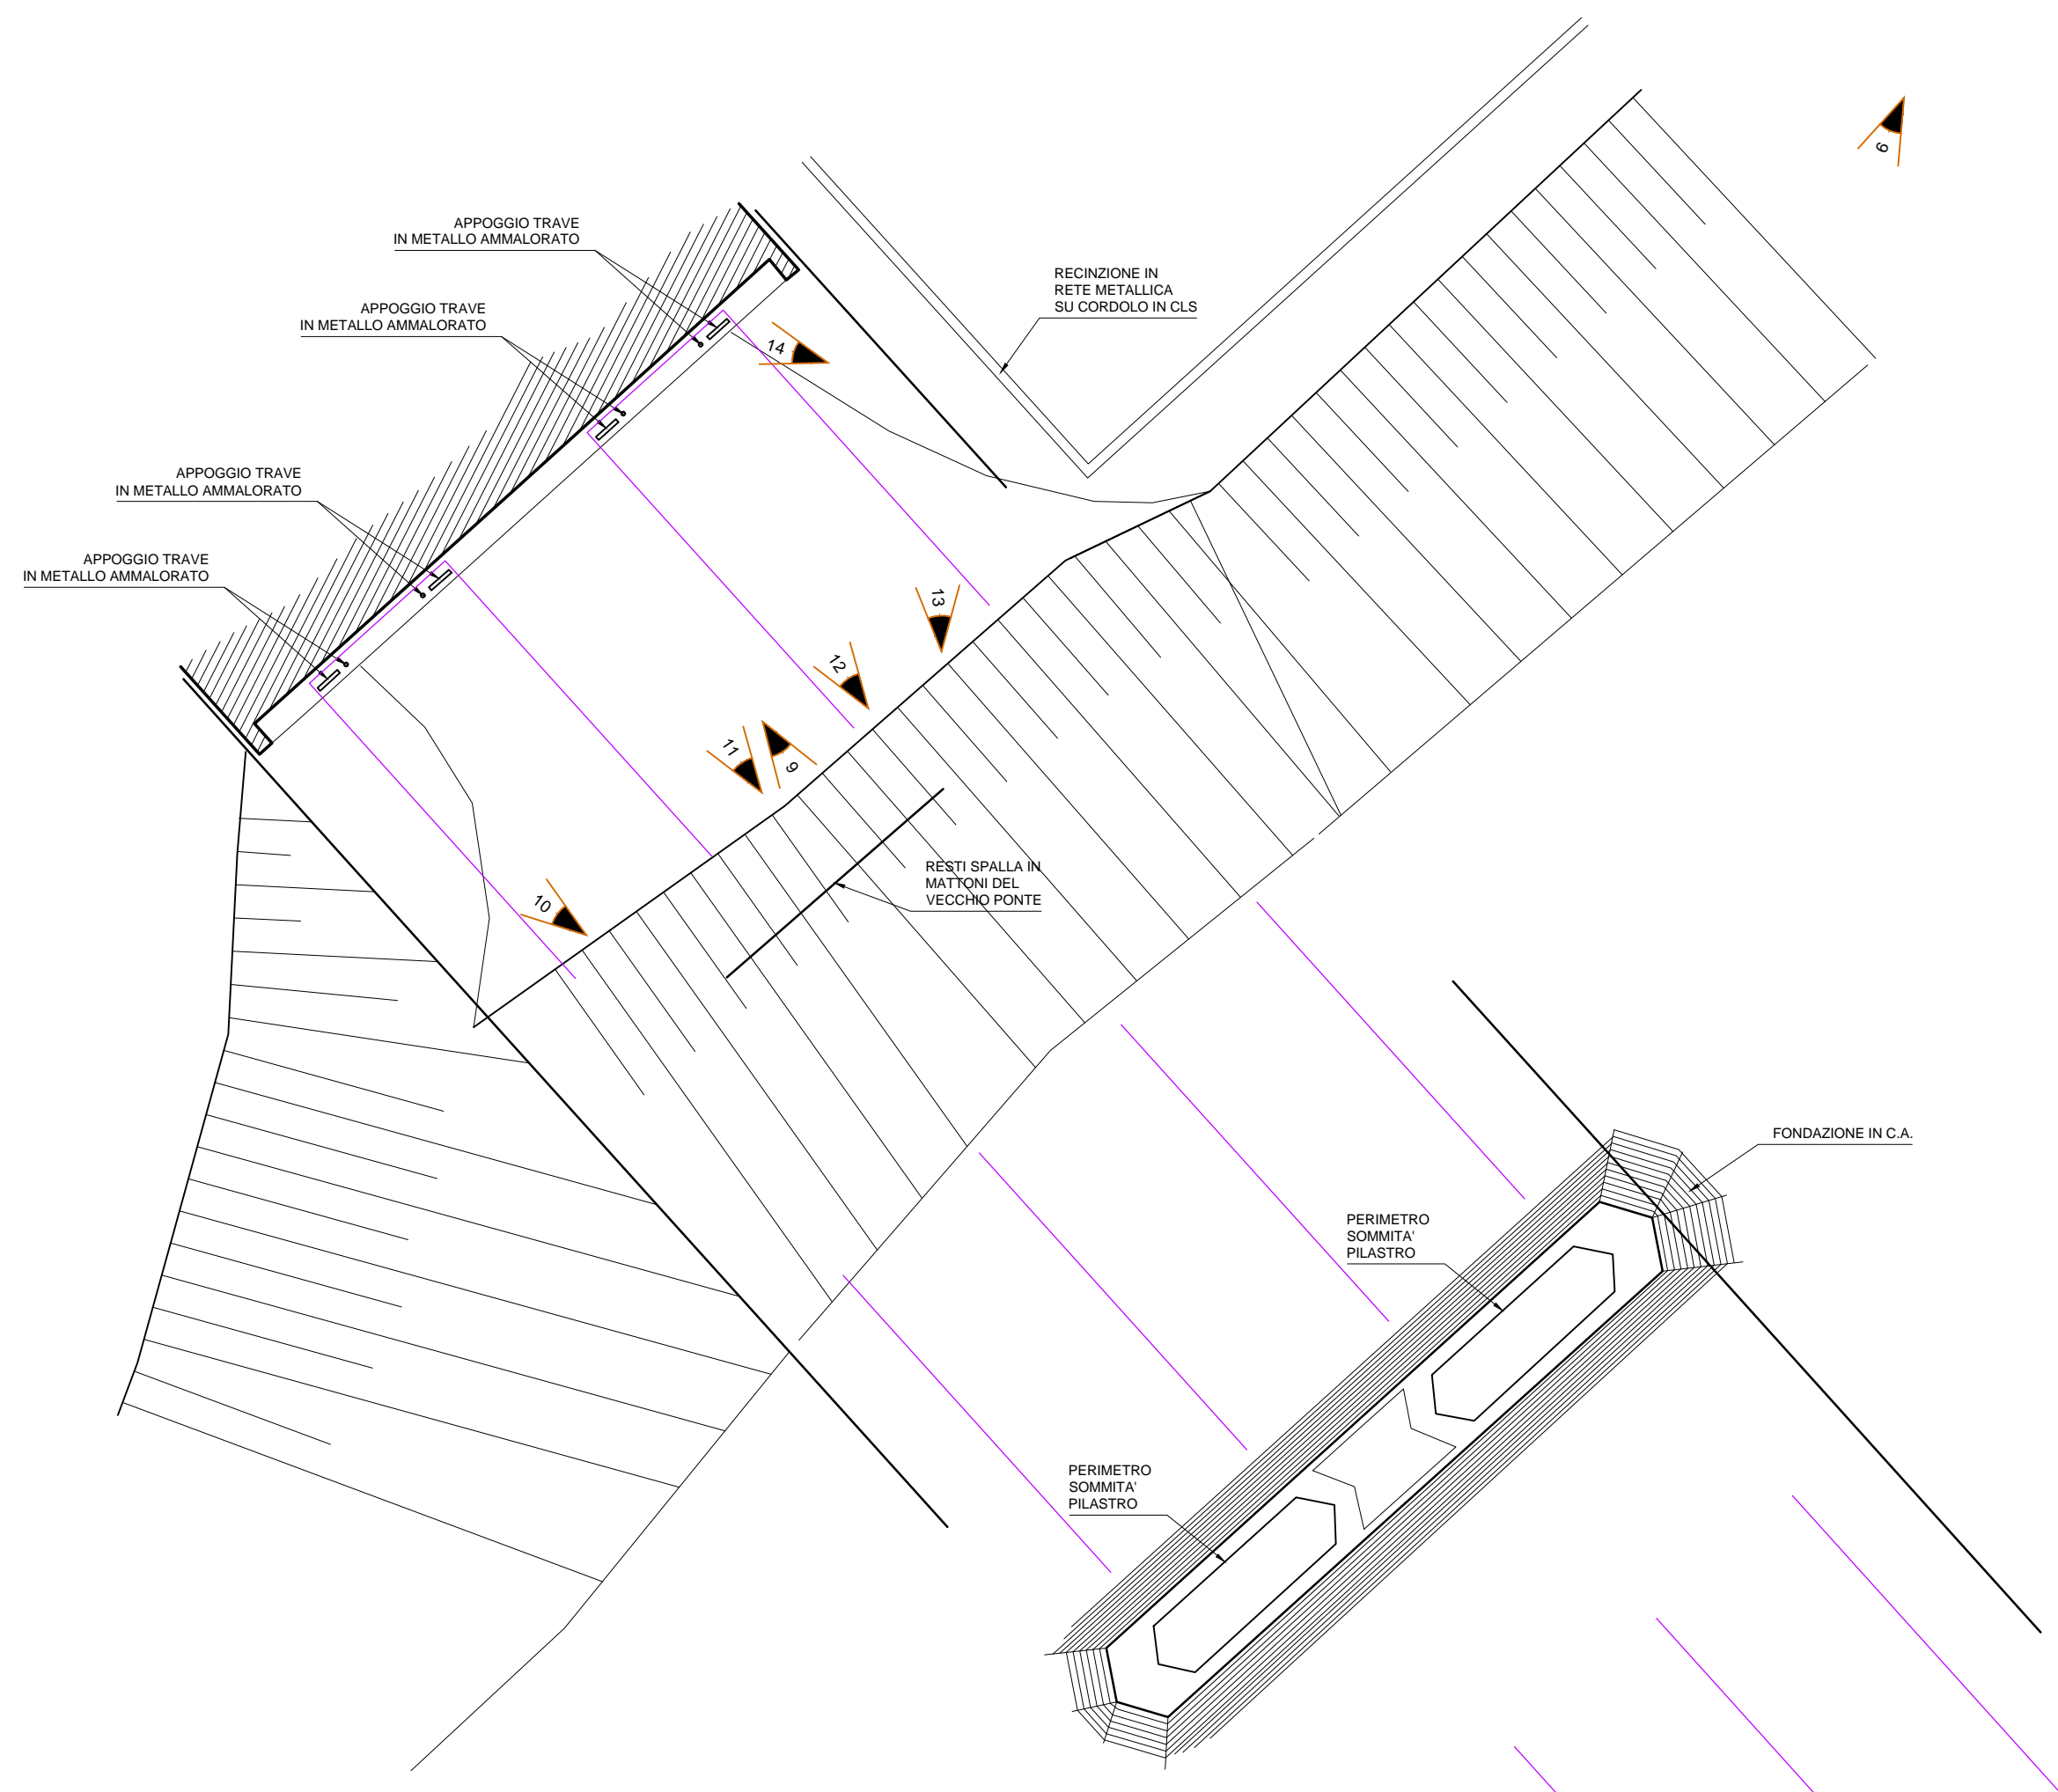 APPOGGIO TRAVE
IN METALLO AMMALORATO
APPOGGIO TRAVE
IN METALLO AMMALORATO
APPOGGIO TRAVE
IN METALLO AMMALORATO
APPOGGIO TRAVE
IN METALLO AMMALORATO
RECINZIONE IN
RETE METALLICA
SU CORDOLO IN CLS
6
14
13
12
11
9
10
RESTI SPALLA IN
MATTONI DEL
VECCHIO PONTE
FONDAZIONE IN C.A.
PERIMETRO
SOMMITA'
PILASTRO
PERIMETRO
SOMMITA'
PILASTRO